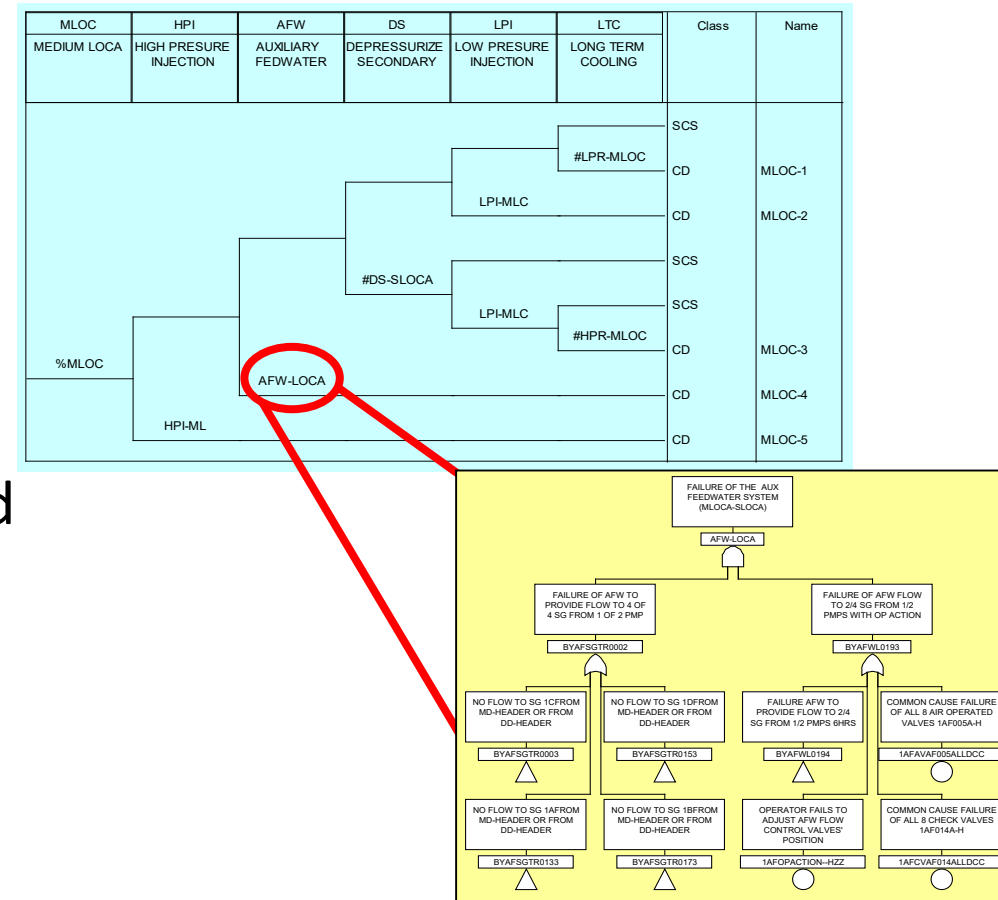 MLOC HPI AFW DS LPI LTC Class Name
MEDIUM LOCA HIGH PRESURE INJECTION AUXILIARY FEDWATER DEPRESSURIZE SECONDARY LOW PRESURE INJECTION LONG TERM COOLING
SCS
#LPR-MLOC
CD MLOC-1
LPI-MLC
CD MLOC-2
SCS
#DS-SLOCA
SCS
LPI-MLC
#HPR-MLOC
CD MLOC-3
%MLOC
AFW-LOCA
CD MLOC-4
HPI-ML
CD MLOC-5
d
FAILURE OF THE AUX
FEEDWATER SYSTEM
(MLOCA-SLOCA)
AFW-LOCA
FAILURE OF AFW TO
PROVIDE FLOW TO 4 OF
4 SG FROM 1 OF 2 PMP
BYAFSGTR0002
FAILURE OF AFW FLOW
TO 2/4 SG FROM 1/2
PMPS WITH OP ACTION
BYAFWL0193
NO FLOW TO SG 1CFROM
MD-HEADER OR FROM
DD-HEADER
BYAFSGTR0003
NO FLOW TO SG 1DFROM
MD-HEADER OR FROM
DD-HEADER
BYAFSGTR0153
FAILURE AFW TO
PROVIDE FLOW TO 2/4
SG FROM 1/2 PMPS 6HRS
BYAFWL0194
COMMON CAUSE FAILURE
OF ALL 8 AIR OPERATED
VALVES 1AF005A-H
1AFAVAF005ALLDCC
NO FLOW TO SG 1AFROM
MD-HEADER OR FROM
DD-HEADER
BYAFSGTR0133
NO FLOW TO SG 1BFROM
MD-HEADER OR FROM
DD-HEADER
BYAFSGTR0173
OPERATOR FAILS TO
ADJUST AFW FLOW
CONTROL VALVES'
POSITION
1AFOPACTION--HZZ
COMMON CAUSE FAILURE
OF ALL 8 CHECK VALVES
1AF014A-H
1AFCVAF014ALLDCC